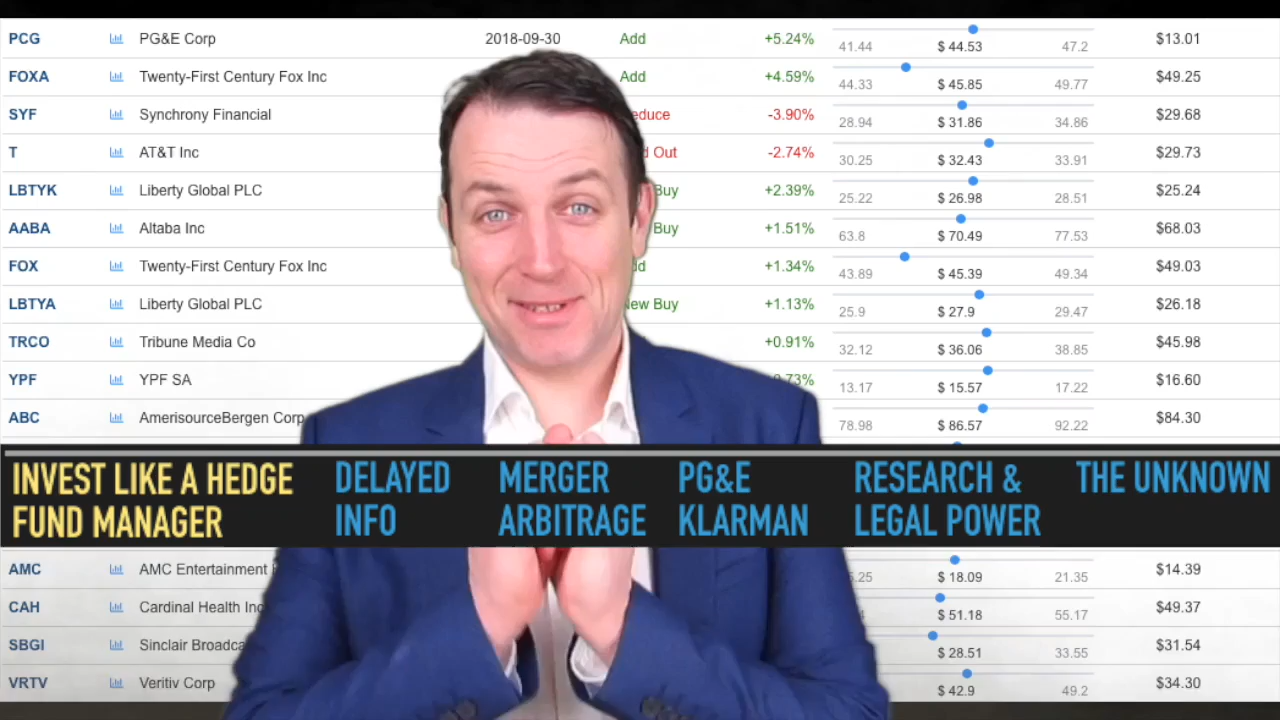 PCG PG&E Corp 2018-09-30 Add +5.24% 41.44 $ 44.53 47.2 $13.01
FOXA Twenty-First Century Fox Inc Add +4.59% 44.33 $ 45.85 49.77 $49.25
SYF Synchrony Financial educe -3.90% 28.94 $ 31.86 34.86 $29.68
T AT&T Inc d Out -2.74% 30.25 $ 32.43 33.91 $29.73
LBTYK Liberty Global PLC Buy +2.39% 25.22 $ 26.98 28.51 $25.24
AABA Altaba Inc Buy +1.51% 63.8 $ 70.49 77.53 $68.03
FOX Twenty-First Century Fox Inc dd +1.34% 43.89 $ 45.39 49.34 $49.03
LBTYA Liberty Global PLC New Buy +1.13% 25.9 $ 27.9 29.47 $26.18
TRCO Tribune Media Co +0.91% 32.12 $ 36.06 38.85 $45.98
YPF YPF SA 0.73% 13.17 $ 15.57 17.22 $16.60
ABC AmerisourceBergen Corp 78.98 $ 86.57 92.22 $84.30
INVEST LIKE A HEDGE FUND MANAGER
DELAYED INFO
MERGER ARBITRAGE
PG&E KLARMAN
RESEARCH & LEGAL POWER
THE UNKNOWN
AMC AMC Entertainment .25 $ 18.09 21.35 $14.39
CAH Cardinal Health Inc $ 51.18 55.17 $49.37
SBGI Sinclair Broadca $ 28.51 33.55 $31.54
VRTV Veritiv Corp $ 42.9 49.2 $34.30